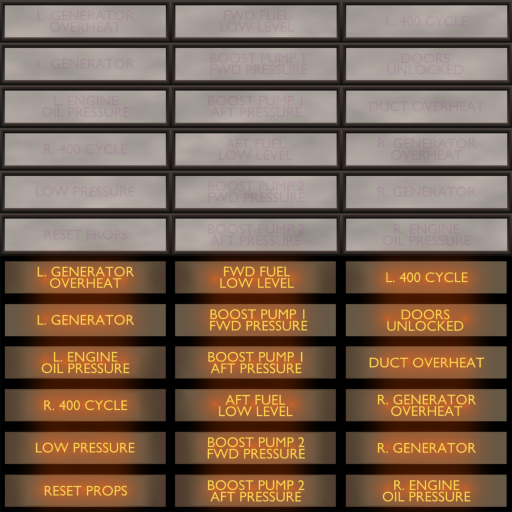 L. GENERATOR
OVERHEAT
FWD FUEL
LOW LEVEL
L. 400 CYCLE
L. GENERATOR
BOOST PUMP 1
FWD PRESSURE
DOORS
UNLOCKED
L. ENGINE
OIL PRESSURE
BOOST PUMP 1
AFT PRESSURE
DUCT OVERHEAT
R. 400 CYCLE
AFT FUEL
LOW LEVEL
R. GENERATOR
OVERHEAT
LOW PRESSURE
BOOST PUMP 2
FWD PRESSURE
R. GENERATOR
RESET PROPS
BOOST PUMP 2
AFT PRESSURE
R. ENGINE
OIL PRESSURE
L. GENERATOR
OVERHEAT
FWD FUEL
LOW LEVEL
L. 400 CYCLE
L. GENERATOR
BOOST PUMP 1
FWD PRESSURE
DOORS
UNLOCKED
L. ENGINE
OIL PRESSURE
BOOST PUMP 1
AFT PRESSURE
DUCT OVERHEAT
R. 400 CYCLE
AFT FUEL
LOW LEVEL
R. GENERATOR
OVERHEAT
LOW PRESSURE
BOOST PUMP 2
FWD PRESSURE
R. GENERATOR
RESET PROPS
BOOST PUMP 2
AFT PRESSURE
R. ENGINE
OIL PRESSURE